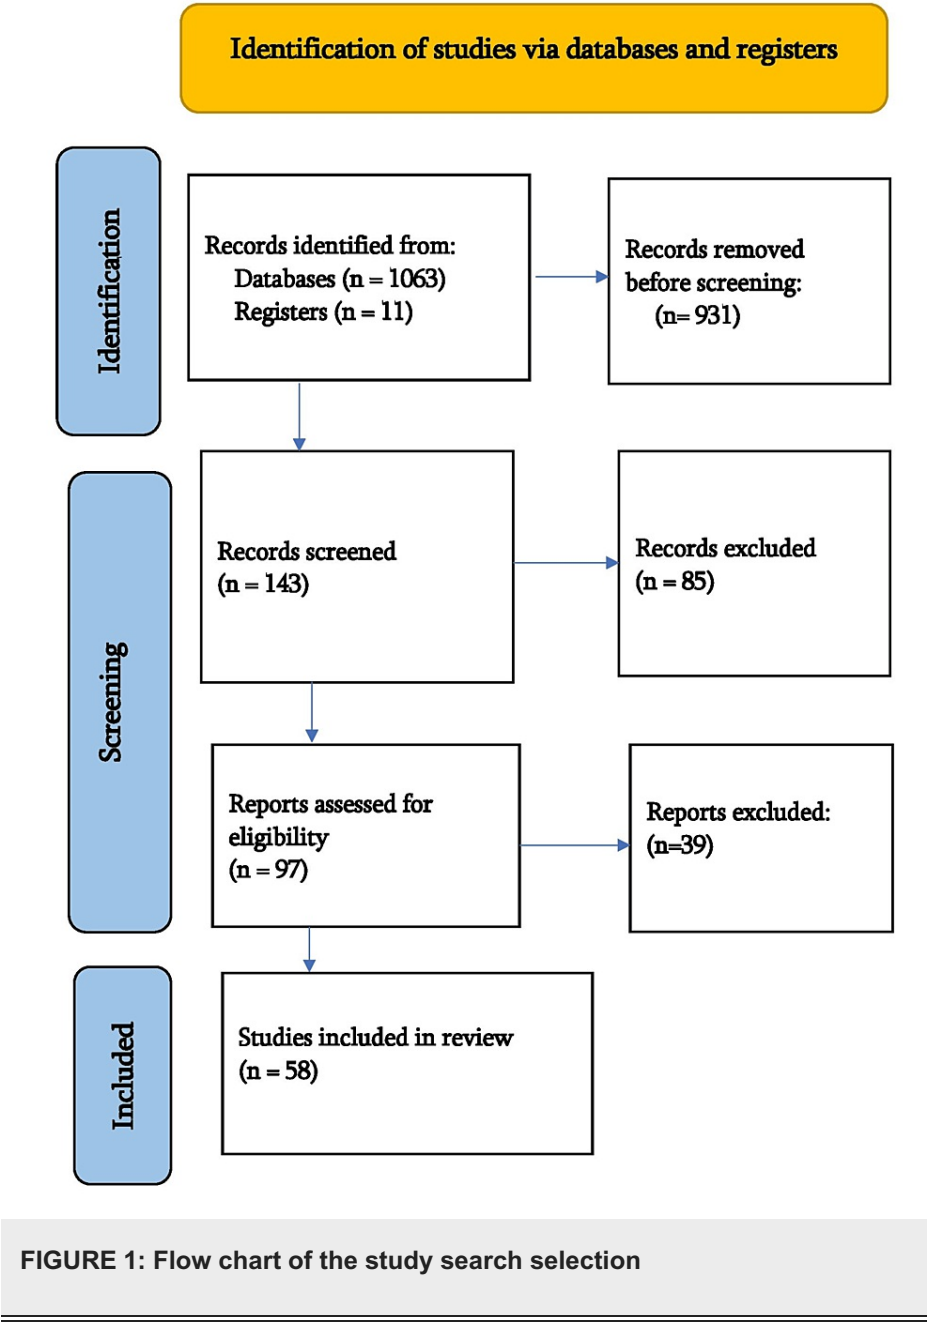 Identification of studies via databases and registers
Identification
Records identified from:
Databases (n = 1063)
Registers (n = 11)
Records removed
before screening:
(n= 931)
Screening
Records screened
(n = 143)
Records excluded
(n = 85)
Reports assessed for
eligibility
(n = 97)
Reports excluded:
(n=39)
Included
Studies included in review
(n = 58)
FIGURE 1: Flow chart of the study search selection